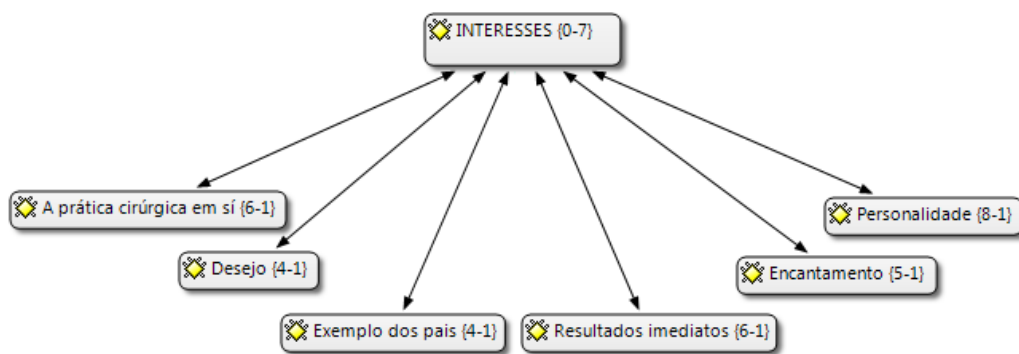 INTERESSES {0-7}
A prática cirúrgica em sí {6-1}
Personalidade {8-1}
Desejo {4-1}
Encantamento {5-1}
Exemplo dos pais {4-1}
Resultados imediatos {6-1}